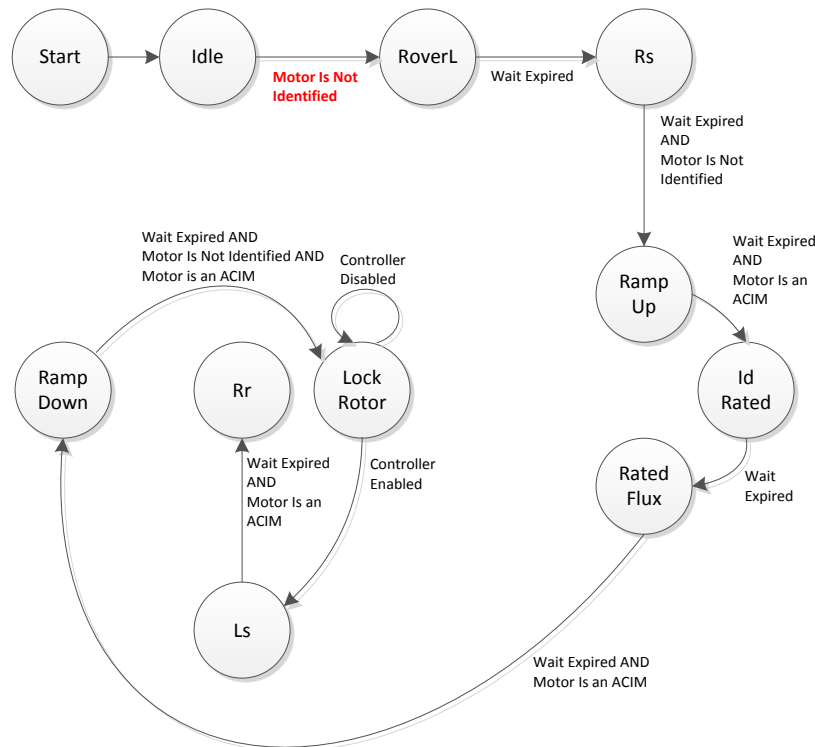 Start
Idle
Motor Is Not
Identified
RoverL
Wait Expired
Rs
Wait Expired
AND
Motor Is Not
Identified
Ramp
Up
Wait Expired
AND
Motor Is an
ACIM
Id
Rated
Wait
Expired
Rated
Flux
Wait Expired AND
Motor Is an ACIM
Ramp
Down
Wait Expired AND
Motor Is Not Identified AND
Motor is an ACIM
Controller
Disabled
Lock
Rotor
Controller
Enabled
Ls
Wait Expired
AND
Motor Is an
ACIM
Rr